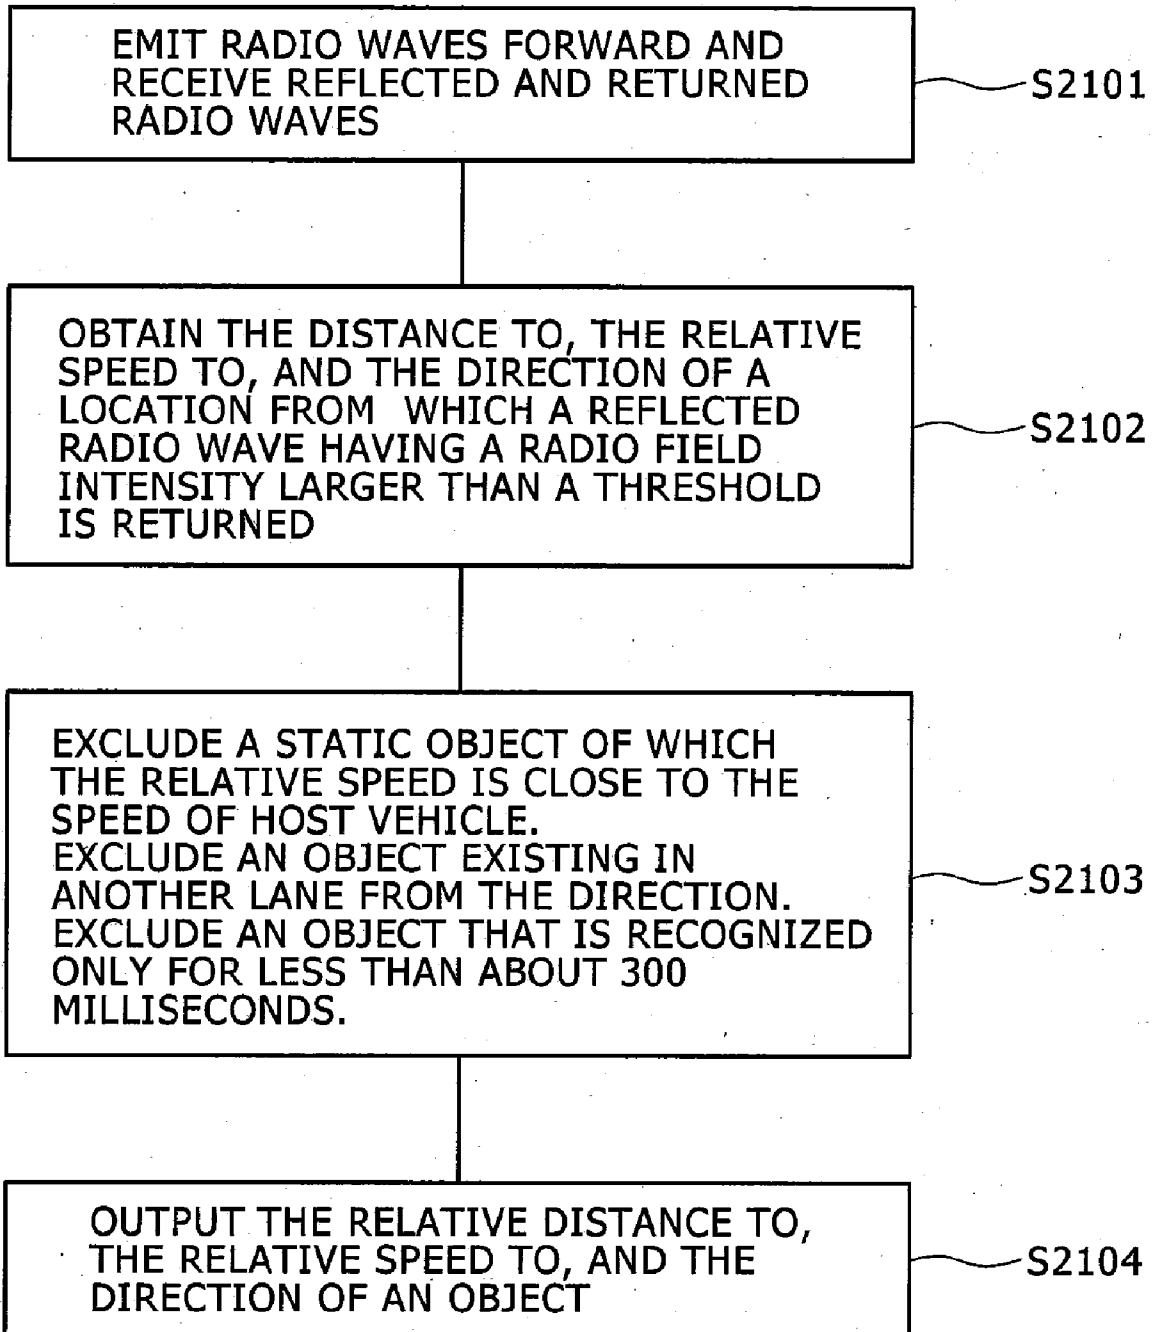 EMIT RADIO WAVES FORWARD AND
RECEIVE REFLECTED AND RETURNED
RADIO WAVES
S2101
OBTAIN THE DISTANCE TO, THE RELATIVE
SPEED TO, AND THE DIRECTION OF A
LOCATION FROM WHICH A REFLECTED
RADIO WAVE HAVING A RADIO FIELD
INTENSITY LARGER THAN A THRESHOLD
IS RETURNED
S2102
EXCLUDE A STATIC OBJECT OF WHICH
THE RELATIVE SPEED IS CLOSE TO THE
SPEED OF HOST VEHICLE.
EXCLUDE AN OBJECT EXISTING IN
ANOTHER LANE FROM THE DIRECTION.
EXCLUDE AN OBJECT THAT IS RECOGNIZED
ONLY FOR LESS THAN ABOUT 300
MILLISECONDS.
S2103
OUTPUT THE RELATIVE DISTANCE TO,
THE RELATIVE SPEED TO, AND THE
DIRECTION OF AN OBJECT
S2104